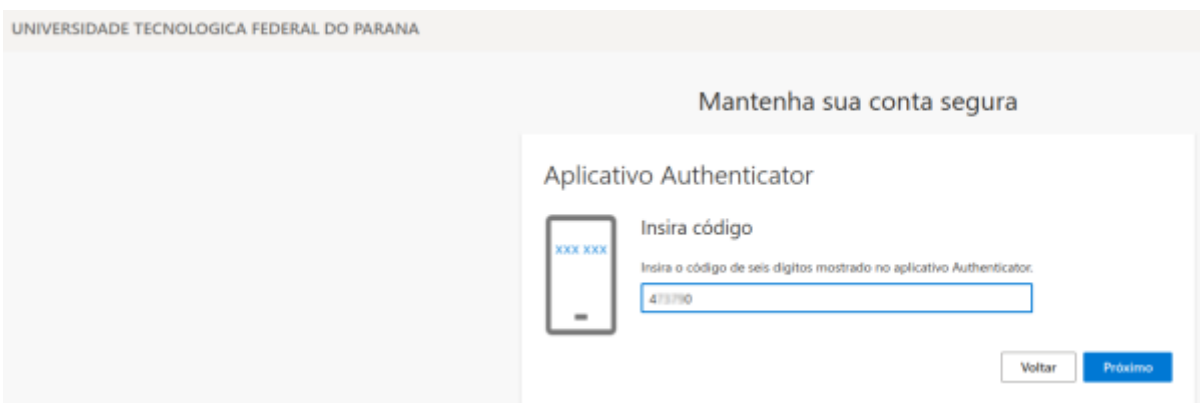 UNIVERSIDADE TECNOLOGICA FEDERAL DO PARANA
Mantenha sua conta segura
Aplicativo Authenticator
Insira código
xxx xxx
Insira o código de seis dígitos mostrado no aplicativo Authenticator.
Voltar
Próximo